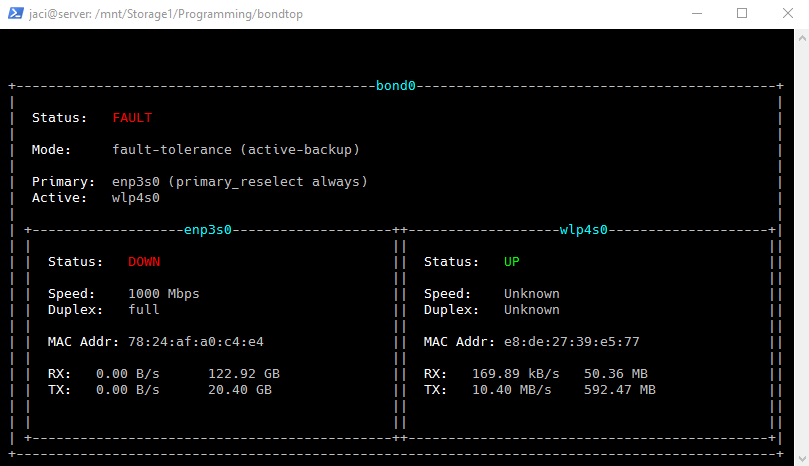 jaci@server: /mnt/Storage1/Programming/bondtop
bond0
Status: FAULT
Mode: fault-tolerance (active-backup)
Primary: enp3s0 (primary_reselect always)
Active: wlp4s0
enp3s0 wlp4s0
Status: DOWN Status: UP
Speed: 1000 Mbps Speed: Unknown
Duplex: full Duplex: Unknown
MAC Addr: 78:24:af:a0:c4:e4 MAC Addr: e8:de:27:39:e5:77
RX: 0.00 B/s 122.92 GB RX: 169.89 kB/s 50.36 MB
TX: 0.00 B/s 20.40 GB TX: 10.40 MB/s 592.47 MB